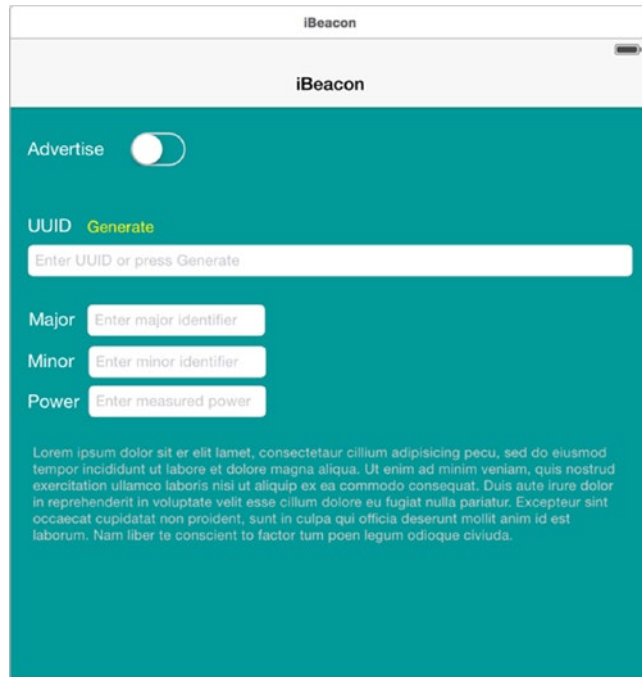 iBeacon
iBeacon
Advertise
UUID Generate
Enter UUID or press Generate
Major Enter major identifier
Minor Enter minor identifier
Power Enter measured power
Lorem ipsum dolor sit er elit lamet, consectetaur cillium adipisicing pecu, sed do eiusmod
tempor incididunt ut labore et dolore magna aliqua. Ut enim ad minim veniam, quis nostrud
exercitation ullamco laboris nisi ut aliquip ex ea commodo consequat. Duis aute irure dolor
in reprehenderit in voluptate velit esse cillum dolore eu fugiat nulla pariatur. Excepteur sint
occaecat cupidatat non proident, sunt in culpa qui officia deserunt mollit anim id est
laborum. Nam liber te conscient to factor tum poen legum odioque civiuda.